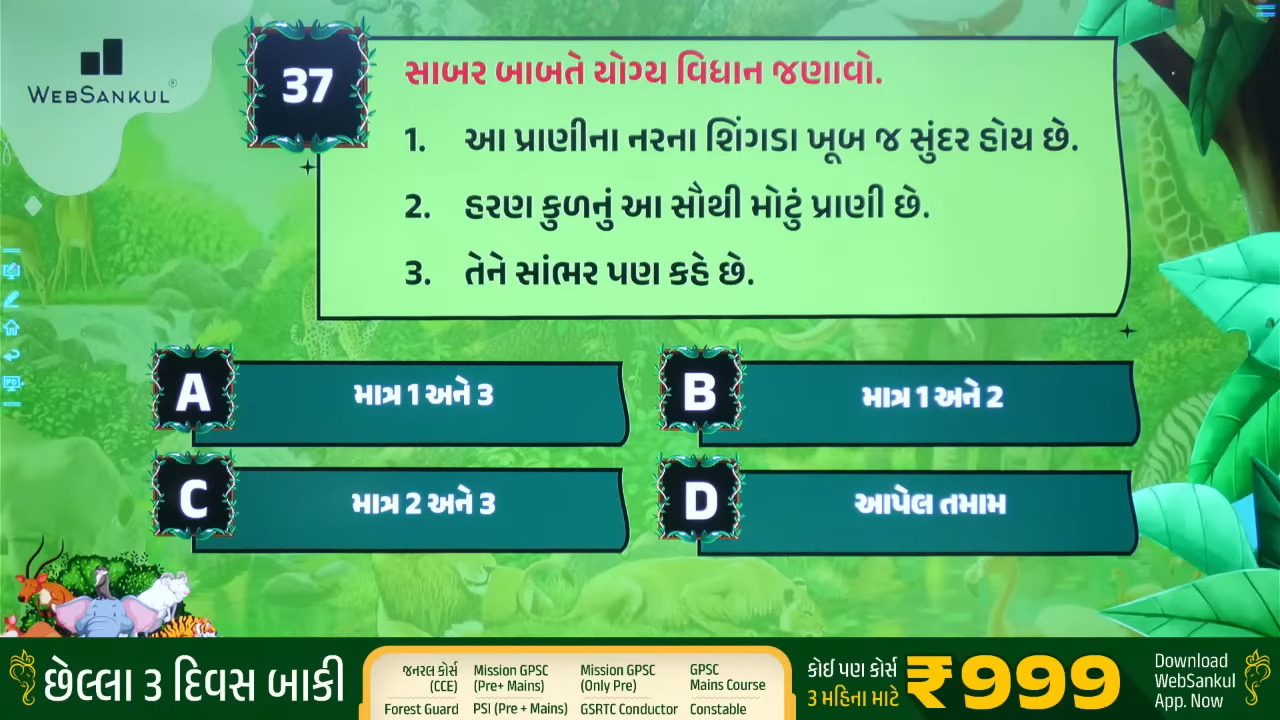 WEBSANKUL®
37
સાબર બાબતે યોગ્ય વિધાન જણાવો.
1. આ પ્રાણીના નરના શિંગડા ખૂબ જ સુંદર હોય છે.
2. હરણ કુળનું આ સૌથી મોટું પ્રાણી છે.
3. તેને સાંભર પણ કહે છે.
A માત્ર 1 અને 3
B માત્ર 1 અને 2
C માત્ર 2 અને 3
D આપેલ તમામ
છેલ્લા ૩ દિવસ બાકી
જનરલ કોર્સ
(CCE)
Forest Guard
Mission GPSC
(Pre+ Mains)
PSI (Pre + Mains)
Mission GPSC
(Only Pre)
GSRTC Conductor
GPSC
Mains Course
Constable
કોઈ પણ કોર્સ
૩ મહિના માટે
₹999
Download
WebSankul
App. Now